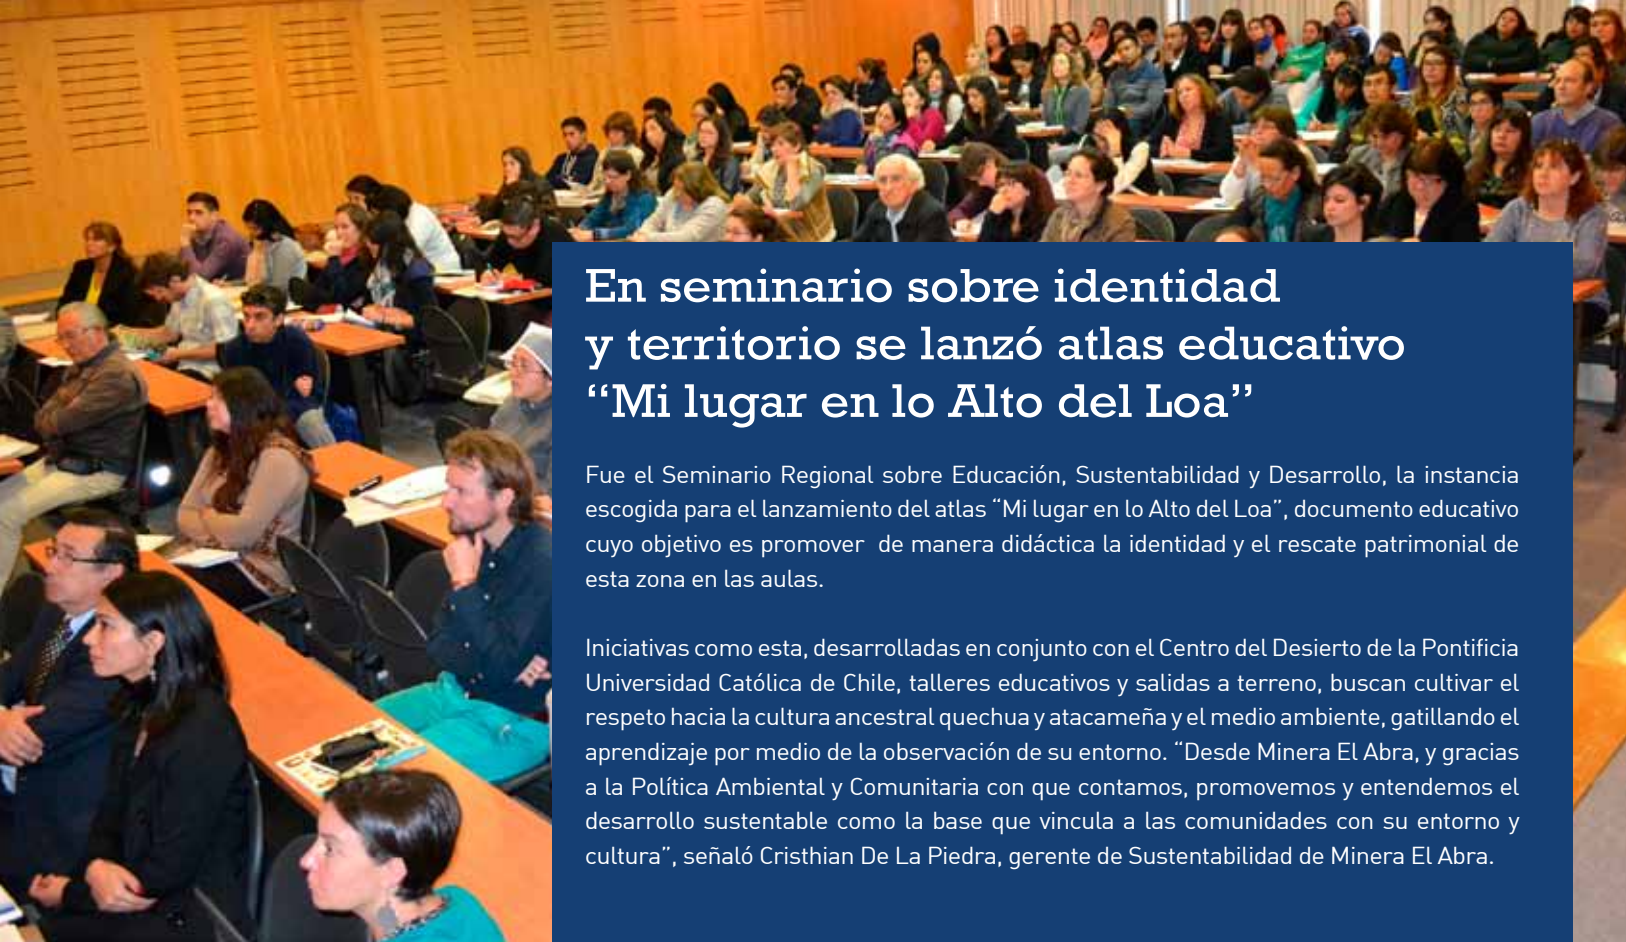 En seminario sobre identidad
y territorio se lanzó atlas educativo
“Mi lugar en lo Alto del Loa”
Fue el Seminario Regional sobre Educación, Sustentabilidad y Desarrollo, la instancia
escogida para el lanzamiento del atlas “Mi lugar en lo Alto del Loa”, documento educativo
cuyo objetivo es promover  de manera didáctica la identidad y el rescate patrimonial de
esta zona en las aulas.
Iniciativas como esta, desarrolladas en conjunto con el Centro del Desierto de la Pontificia
Universidad Católica de Chile, talleres educativos y salidas a terreno, buscan cultivar el
respeto hacia la cultura ancestral quechua y atacameña y el medio ambiente, gatillando el
aprendizaje por medio de la observación de su entorno. “Desde Minera El Abra, y gracias
a la Política Ambiental y Comunitaria con que contamos, promovemos y entendemos el
desarrollo sustentable como la base que vincula a las comunidades con su entorno y
cultura”, señaló Cristhian De La Piedra, gerente de Sustentabilidad de Minera El Abra.